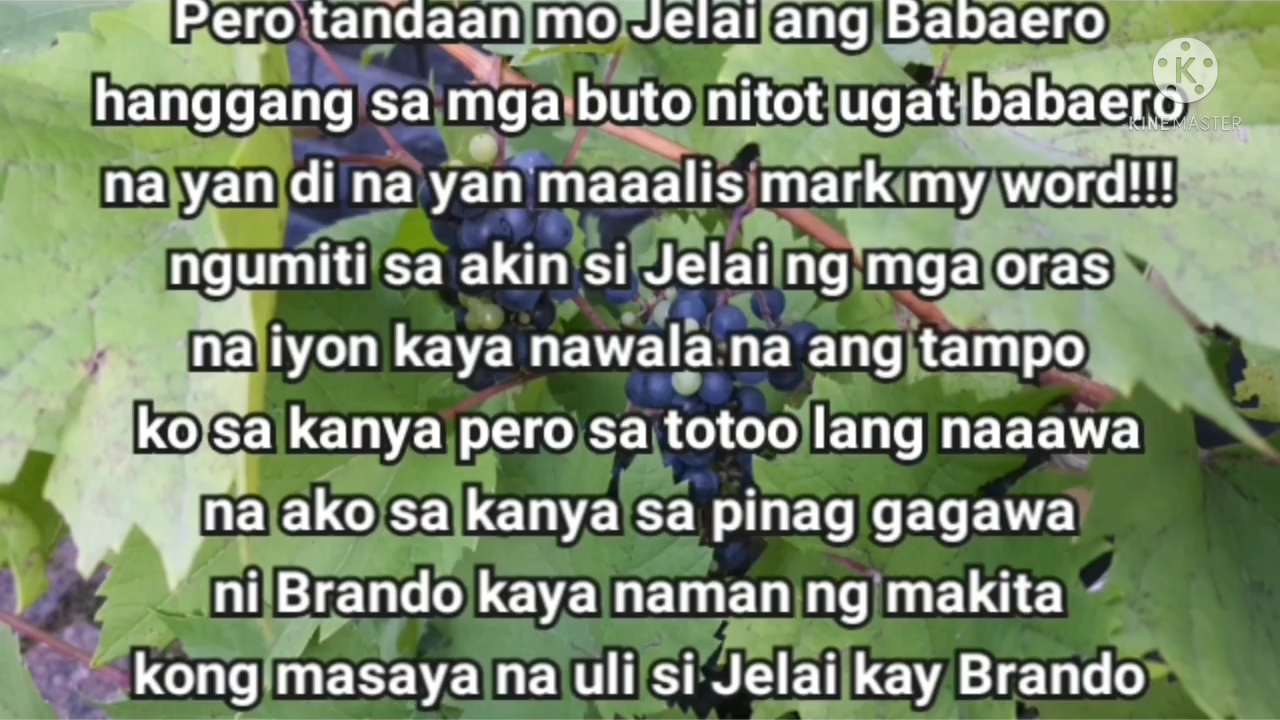 Pero tandaan mo Jelai ang Babaero
hanggang sa mga buto nitot ugat babaero
na yan di na yan maaalis mark my word!!!
ngumiti sa akin si Jelai ng mga oras
na iyon kaya nawala na ang tampo
ko sa kanya pero sa totoo lang naaawa
na ako sa kanya sa pinag gagawa
ni Brando kaya naman ng makita
kong masaya na uli si Jelai kay Brando
K
KINEMASTER